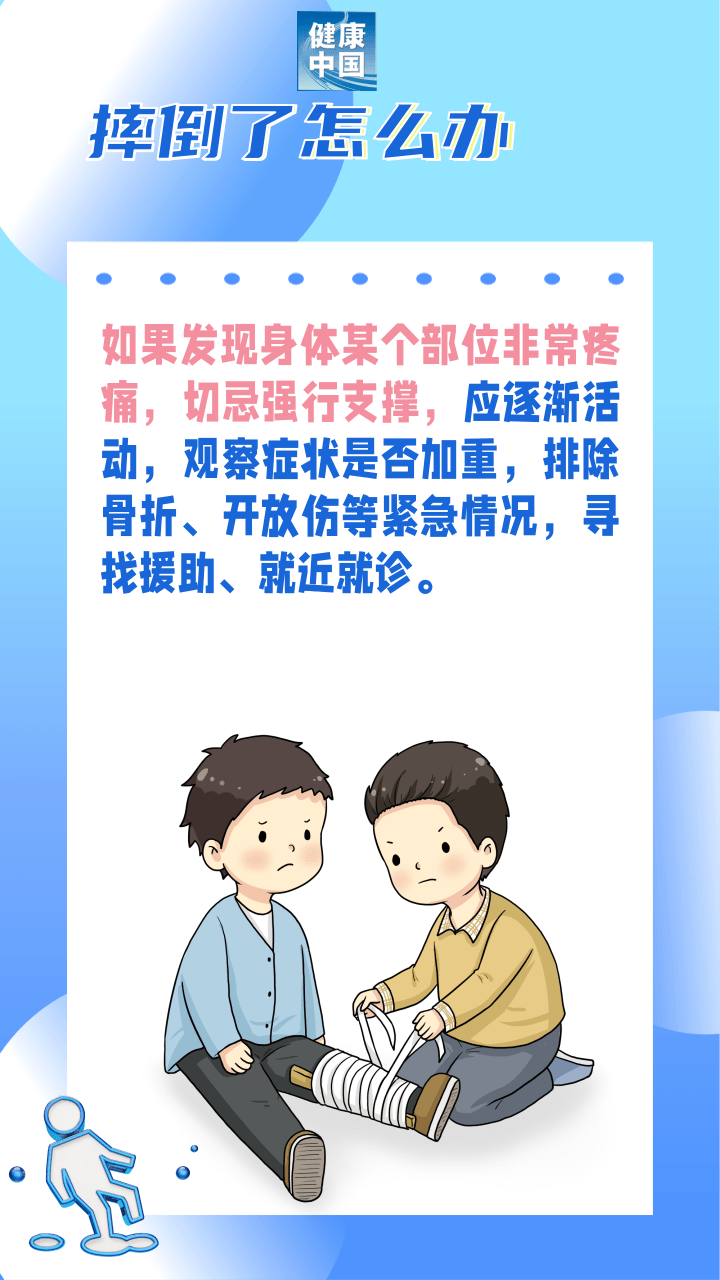 健康
中国
摔倒了怎么办
如果发现身体某个部位非常疼
痛，切忌强行支撑，应逐渐活
动，观察症状是否加重，排除
骨折、开放伤等紧急情况，寻
找援助、就近就诊。